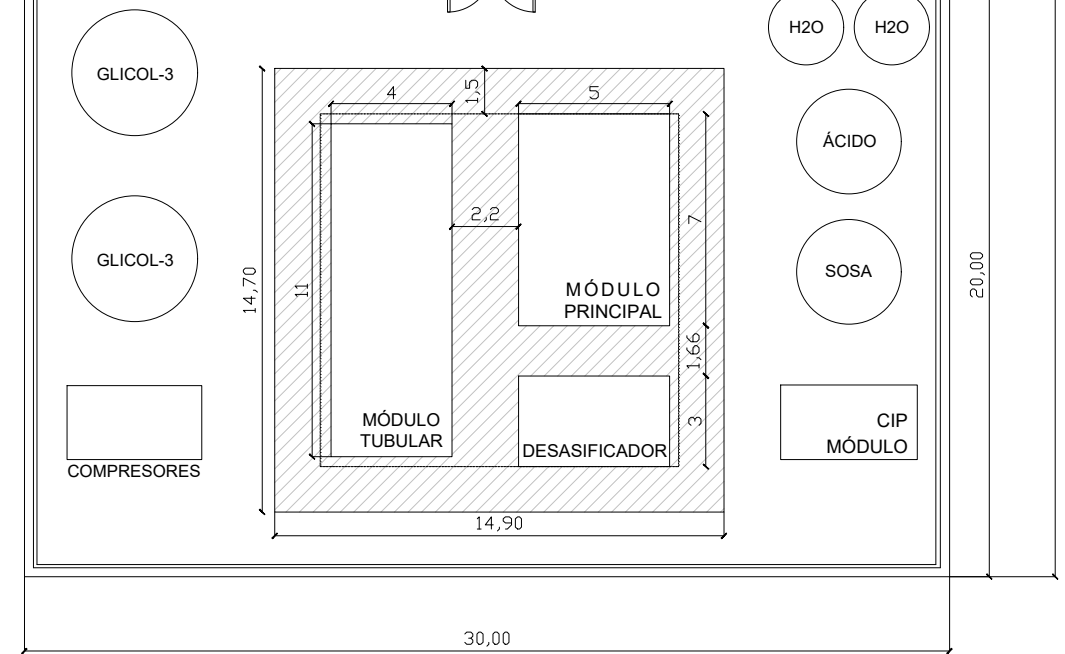 H2O
H2O
GLICOL-3
4
1,5
5
ÁCIDO
2,2
7
GLICOL-3
SOSA
14,70
11
20,00
MÓDULO
PRINCIPAL
1,66
MÓDULO
TUBULAR
3
DESASIFICADOR
CIP
MÓDULO
COMPRESORES
14,90
30,00